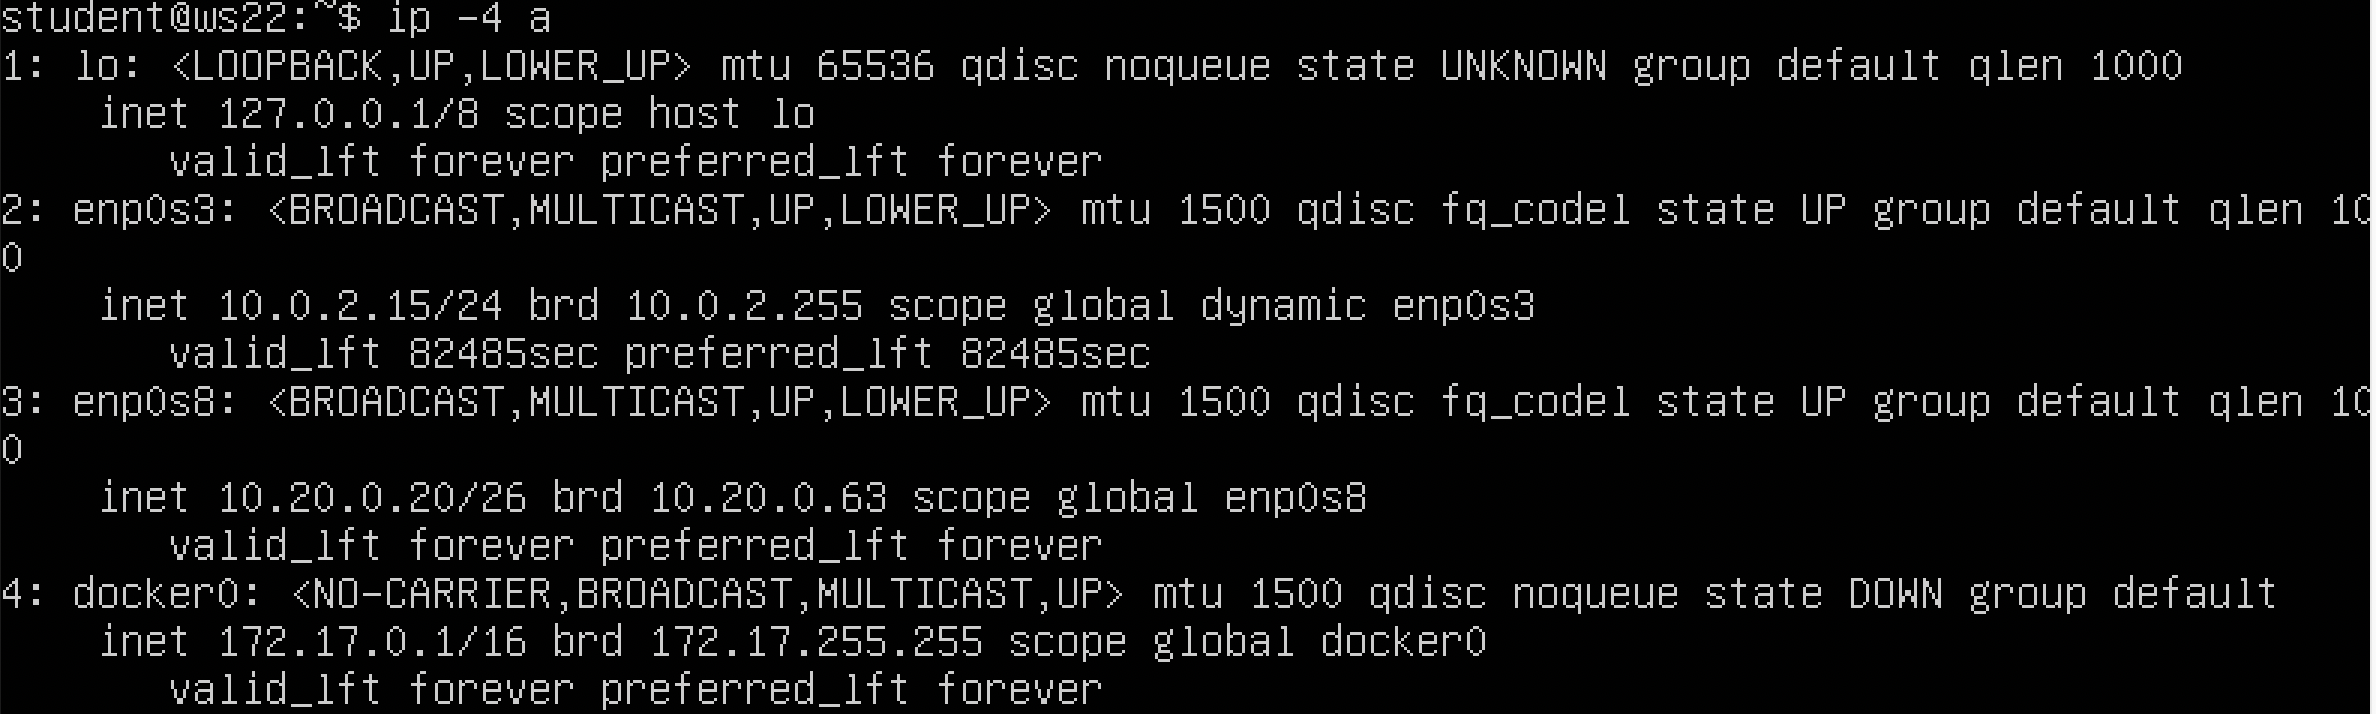 student@ws22:~$ ip -4 a
1: lo: <LOOPBACK,UP,LOWER_UP> mtu 65536 qdisc noqueue state UNKNOWN group default qlen 1000
    inet 127.0.0.1/8 scope host lo
       valid_lft forever preferred_lft forever
2: enp0s3: <BROADCAST,MULTICAST,UP,LOWER_UP> mtu 1500 qdisc fq_codel state UP group default qlen 10
0
    inet 10.0.2.15/24 brd 10.0.2.255 scope global dynamic enp0s3
       valid_lft 82485sec preferred_lft 82485sec
3: enp0s8: <BROADCAST,MULTICAST,UP,LOWER_UP> mtu 1500 qdisc fq_codel state UP group default qlen 10
0
    inet 10.20.0.20/26 brd 10.20.0.63 scope global enp0s8
       valid_lft forever preferred_lft forever
4: docker0: <NO-CARRIER,BROADCAST,MULTICAST,UP> mtu 1500 qdisc noqueue state DOWN group default
    inet 172.17.0.1/16 brd 172.17.255.255 scope global docker0
       valid_lft forever preferred_lft forever